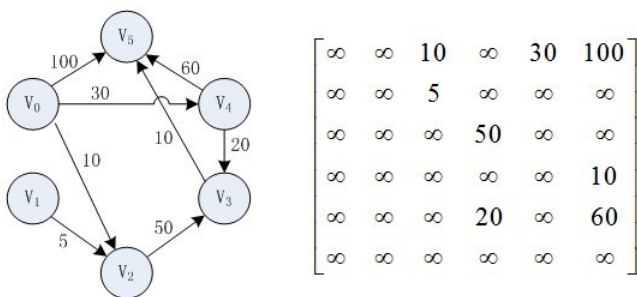 V5
100
60
30
V0
V4
10
20
10
V1
V3
50
5
V2
∞ ∞ 10 ∞ 30 100
∞ ∞ 5 ∞ ∞ ∞
∞ ∞ ∞ 50 ∞ ∞
∞ ∞ ∞ ∞ ∞ 10
∞ ∞ ∞ 20 ∞ 60
∞ ∞ ∞ ∞ ∞ ∞